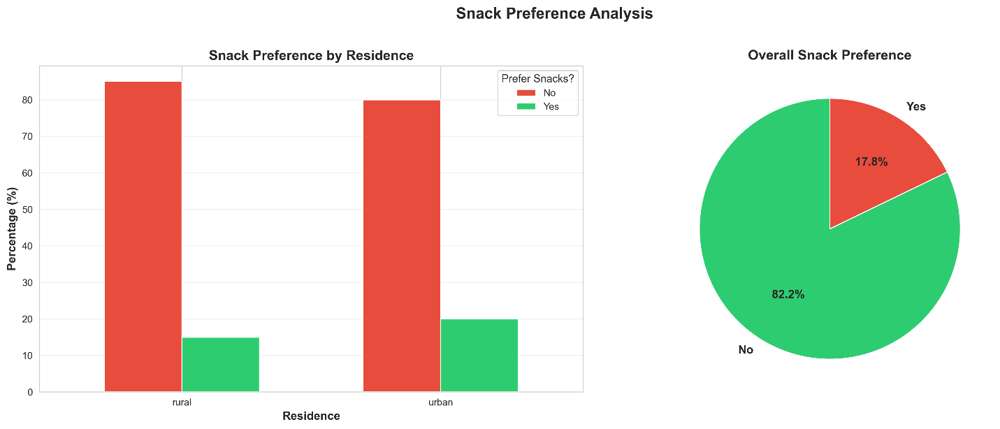 Snack Preference Analysis
Snack Preference by Residence
Prefer Snacks?
No
Yes
Percentage (%)
80
70
60
50
40
30
20
10
0
rural
urban
Residence
Overall Snack Preference
Yes
17.8%
82.2%
No